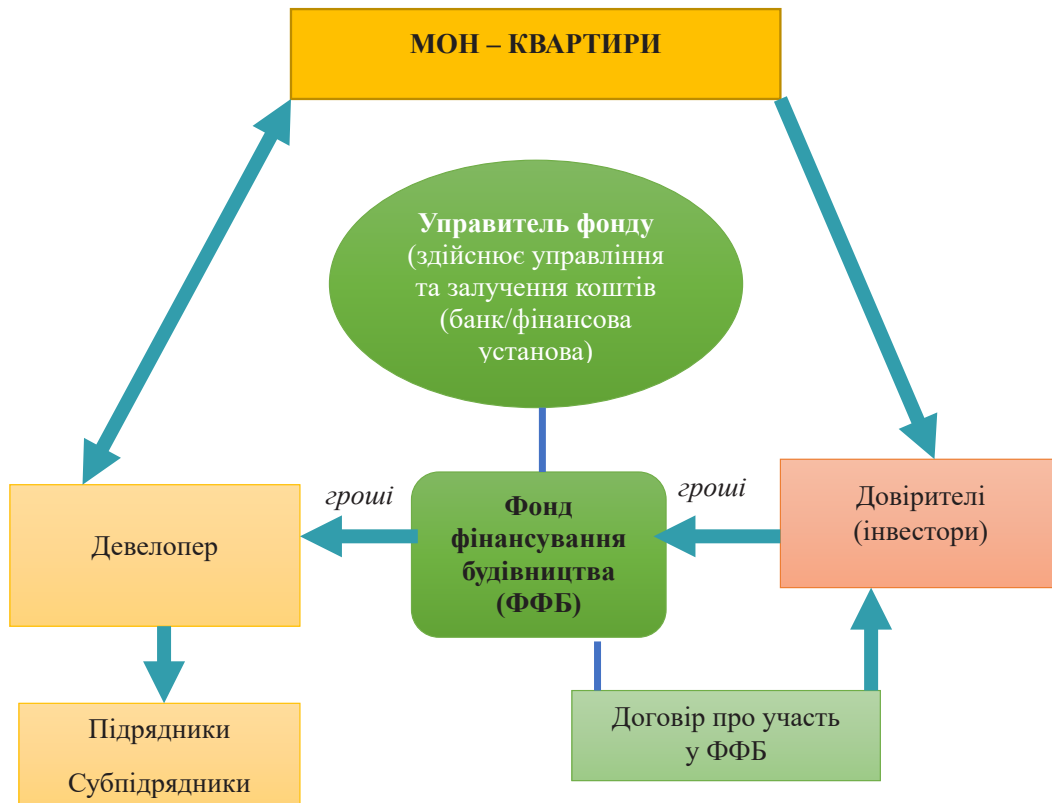 МОН – КВАРТИРИ
Управитель фонду
(здійснює управління
та залучення коштів
(банк/фінансова
установа)
гроші
гроші
Девелопер
Фонд
фінансування
будівництва
(ФФБ)
Довірителі
(інвестори)
Підрядники
Субпідрядники
Договір про участь
у ФФБ